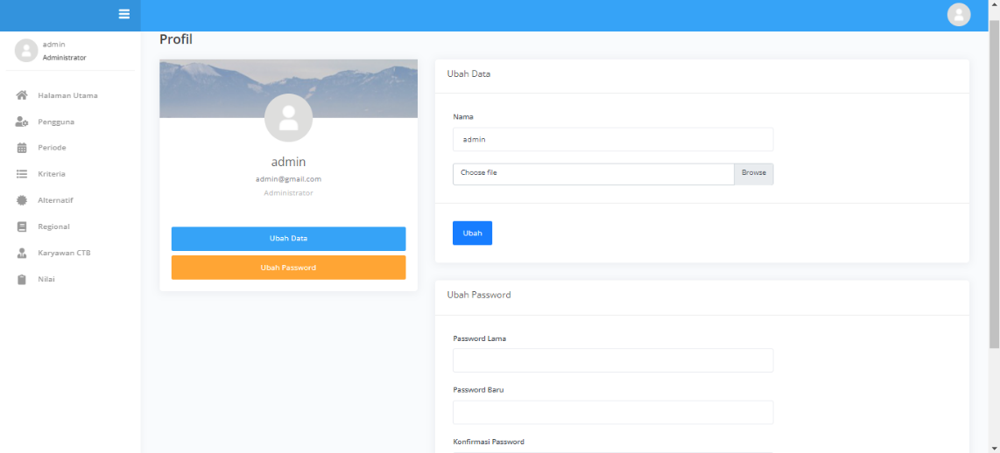 admin
Administrator
Halaman Utama
Pengguna
Periode
Kriteria
Alternatif
Regional
Karyawan CTB
Nilai
Profil
admin
admin@gmail.com
Administrator
Ubah Data
Ubah Password
Ubah Data
Nama
admin
Choose file Browse
Ubah
Ubah Password
Password Lama
Password Baru
Konfirmasi Password